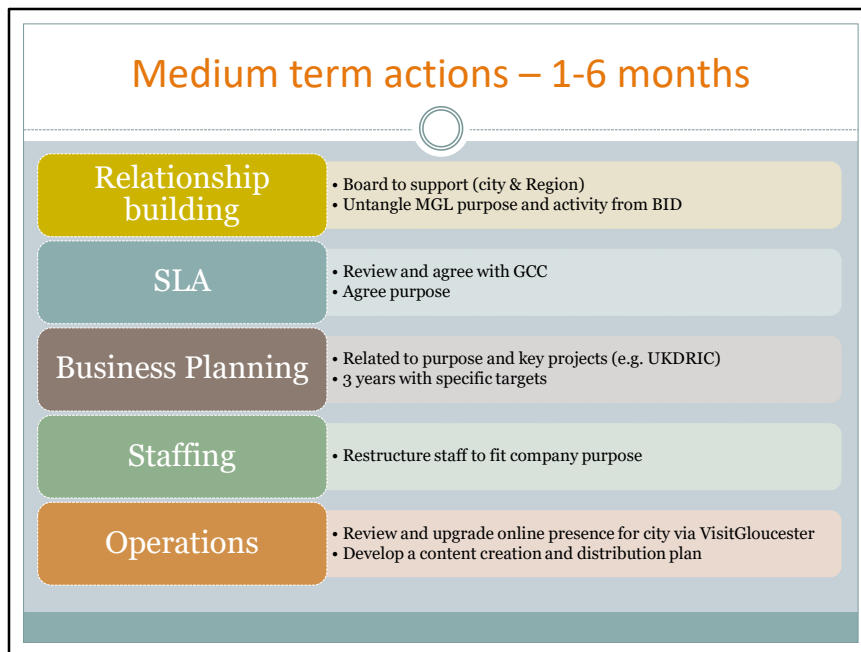 Medium term actions – 1-6 months
Relationship
building
• Board to support (city & Region)
• Untangle MGL purpose and activity from BID
SLA
• Review and agree with GCC
• Agree purpose
Business Planning
• Related to purpose and key projects (e.g. UKDRIC)
• 3 years with specific targets
Staffing
• Restructure staff to fit company purpose
Operations
• Review and upgrade online presence for city via VisitGloucester
• Develop a content creation and distribution plan